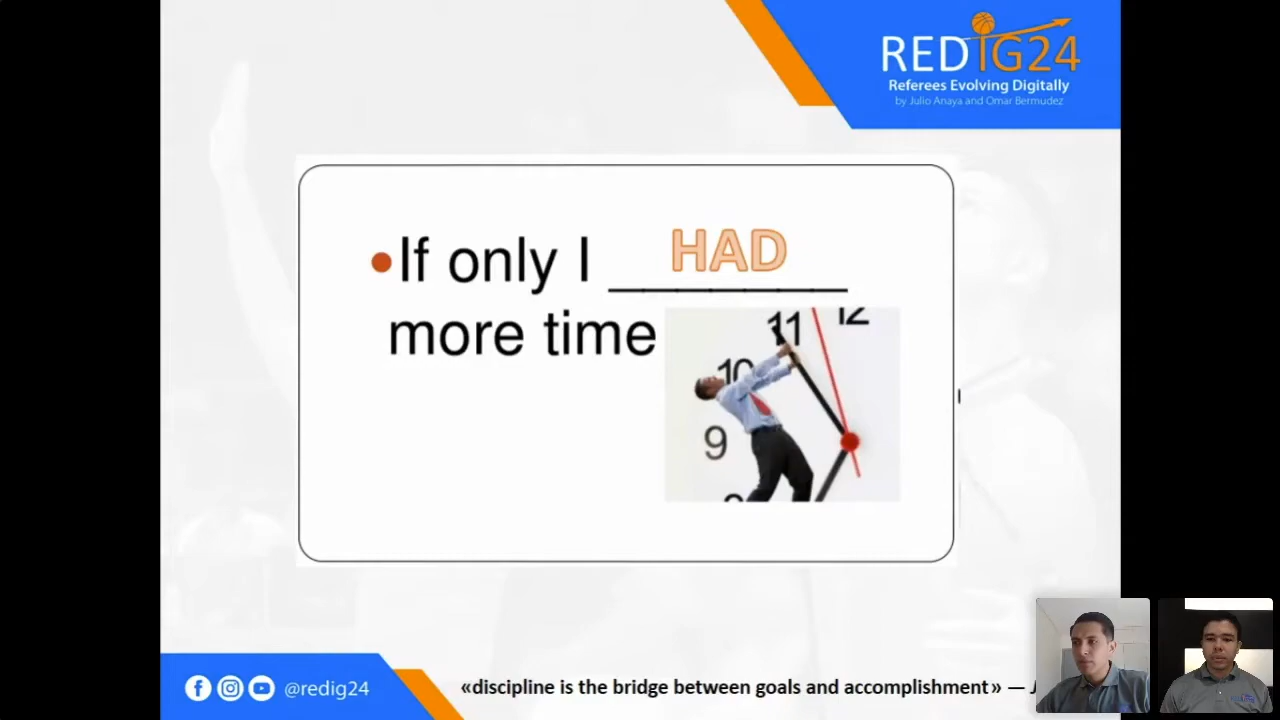 REDIG24
Referees Evolving Digitally
by Julio Anaya and Omar Bermudez
•If only I HAD
more time
12
11
10
9
@redig24
«discipline is the bridge between goals and accomplishment» —